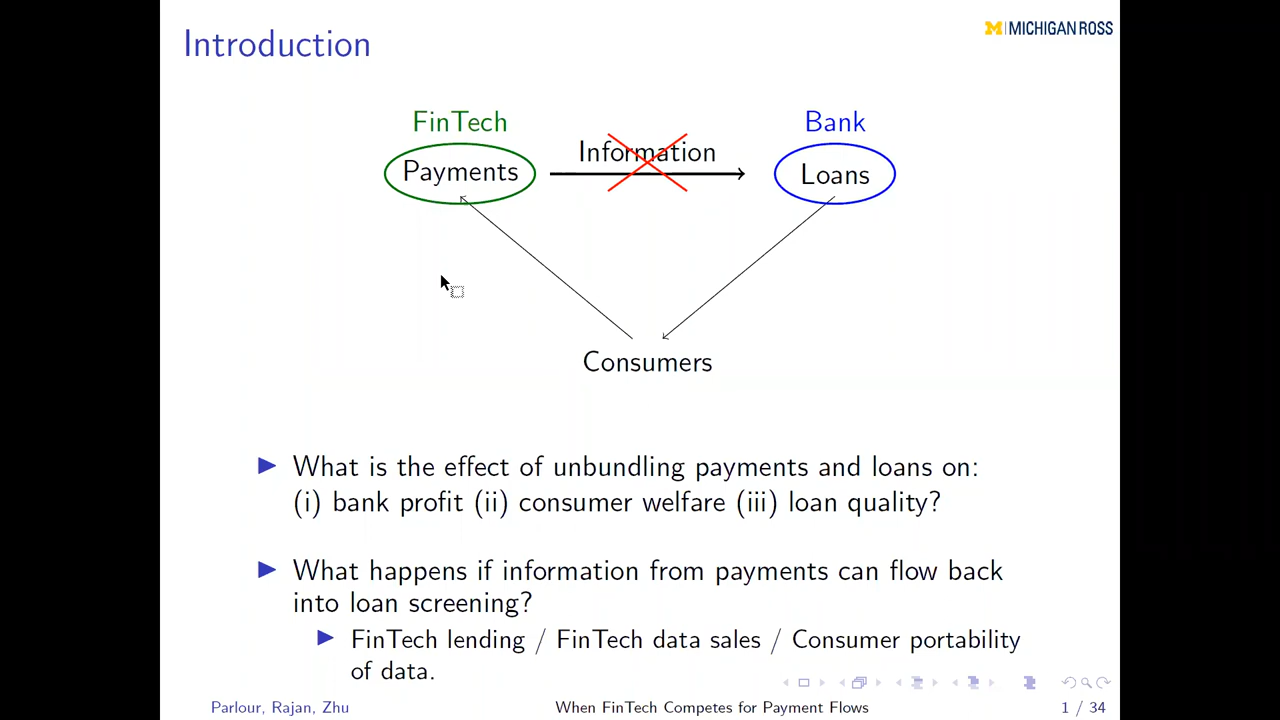 Introduction
M|MICHIGAN ROSS
FinTech
Bank
Payments
Information
Loans
Consumers
What is the effect of unbundling payments and loans on:
(i) bank profit (ii) consumer welfare (iii) loan quality?
What happens if information from payments can flow back
into loan screening?
FinTech lending / FinTech data sales / Consumer portability
of data.
Parlour, Rajan, Zhu
When FinTech Competes for Payment Flows
1 / 34